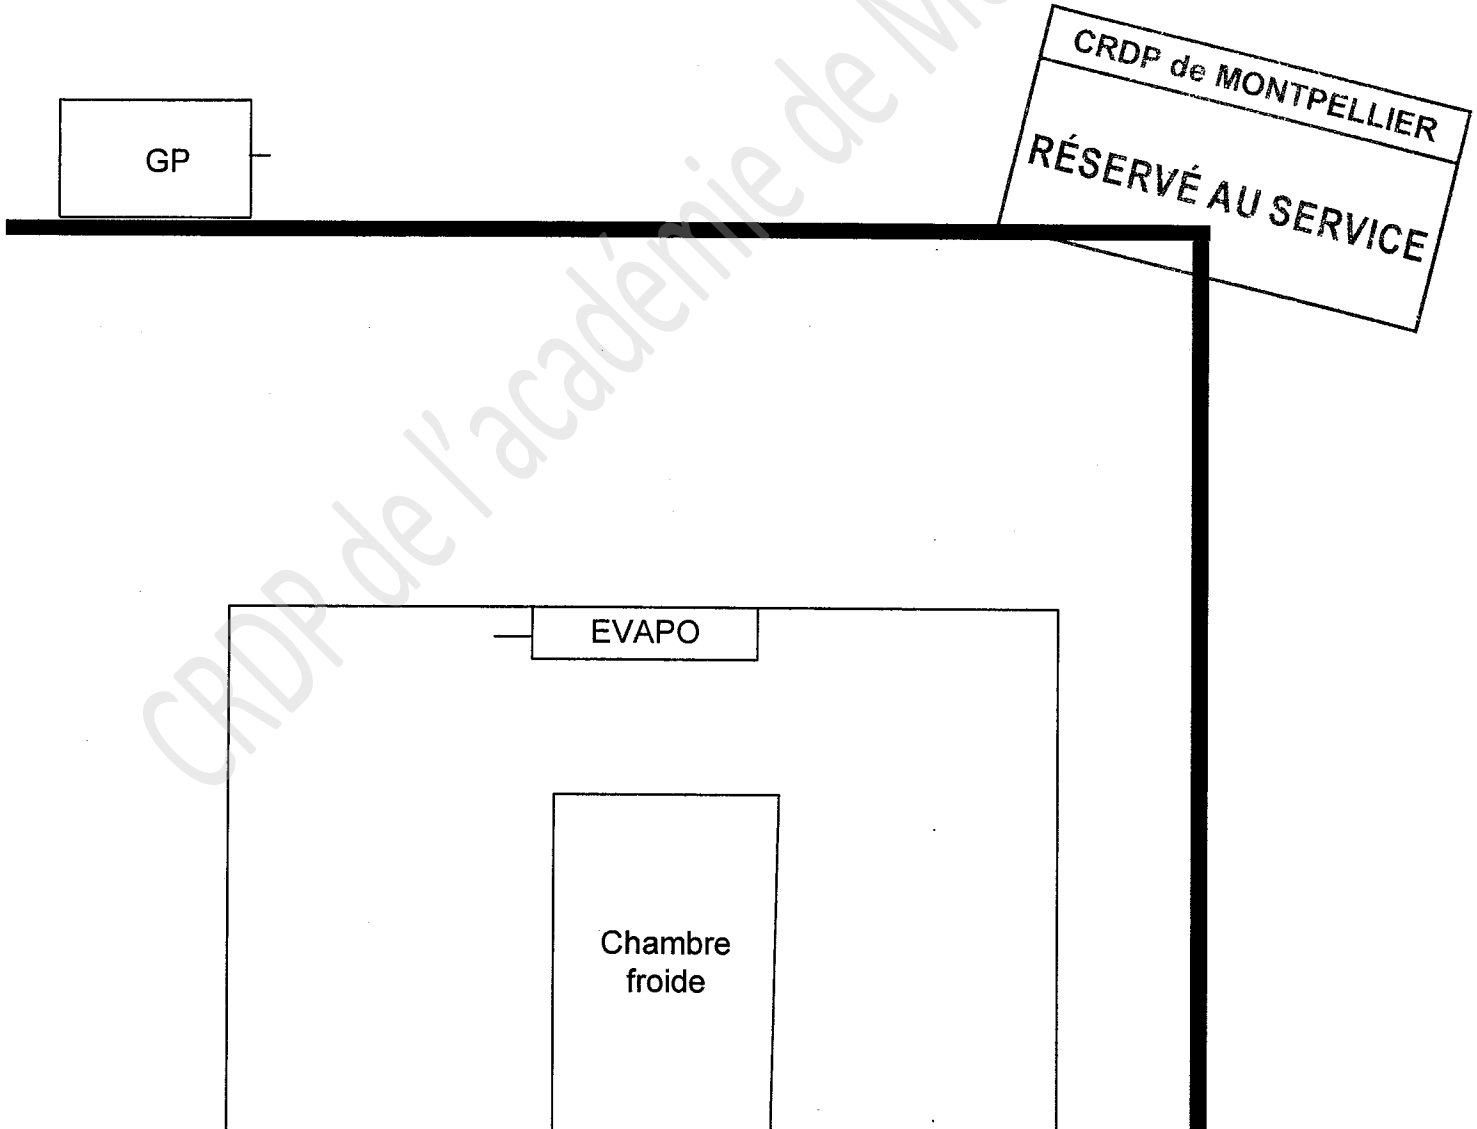 CRDP de MONTPELLIER
RÉSERVÉ AU SERVICE
GP
EVAPO
Chambre
froide
CRDP de l'académie de